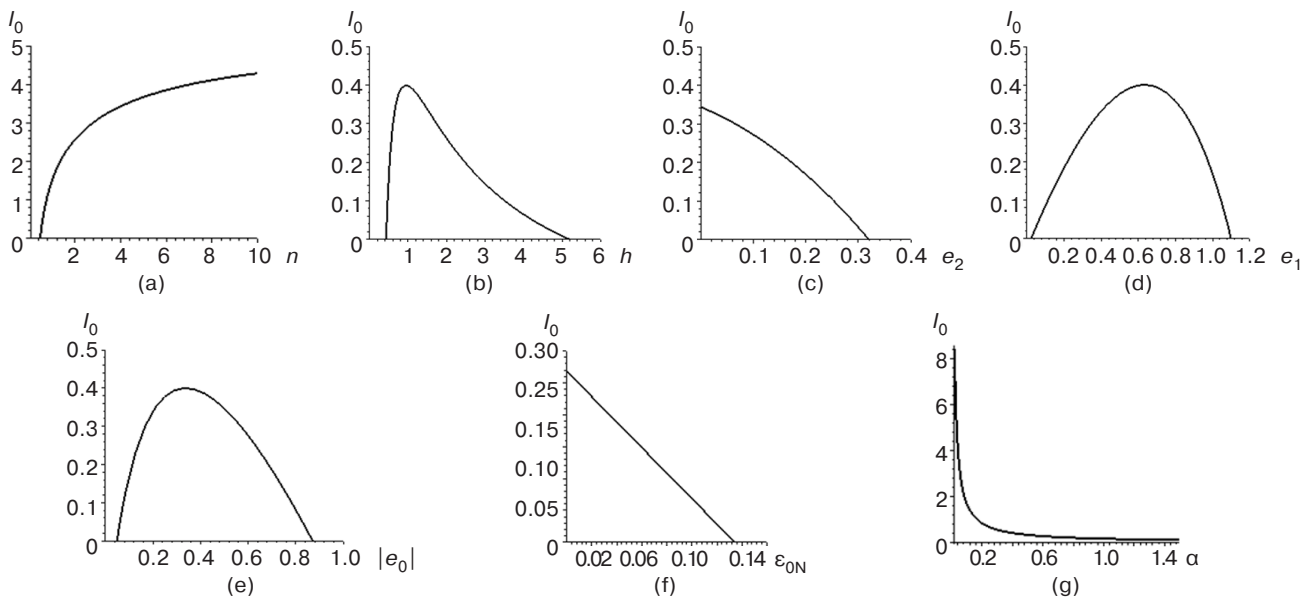 I₀
5
4
3
2
1
0
2 4 6 8 10 n
(a)
I₀
0.5
0.4
0.3
0.2
0.1
0
1 2 3 4 5 6 h
(b)
I₀
0.5
0.4
0.3
0.2
0.1
0
0.1 0.2 0.3 0.4 e₂
(c)
I₀
0.5
0.4
0.3
0.2
0.1
0
0.2 0.4 0.6 0.8 1.0 1.2 e₁
(d)
I₀
0.5
0.4
0.3
0.2
0.1
0
0.2 0.4 0.6 0.8 1.0 |e₀|
(e)
I₀
0.30
0.25
0.15
0.10
0.05
0
0.02 0.06 0.10 0.14 ε0N
(f)
I₀
8
6
4
2
0
0.2 0.6 1.0 1.4 α
(g)